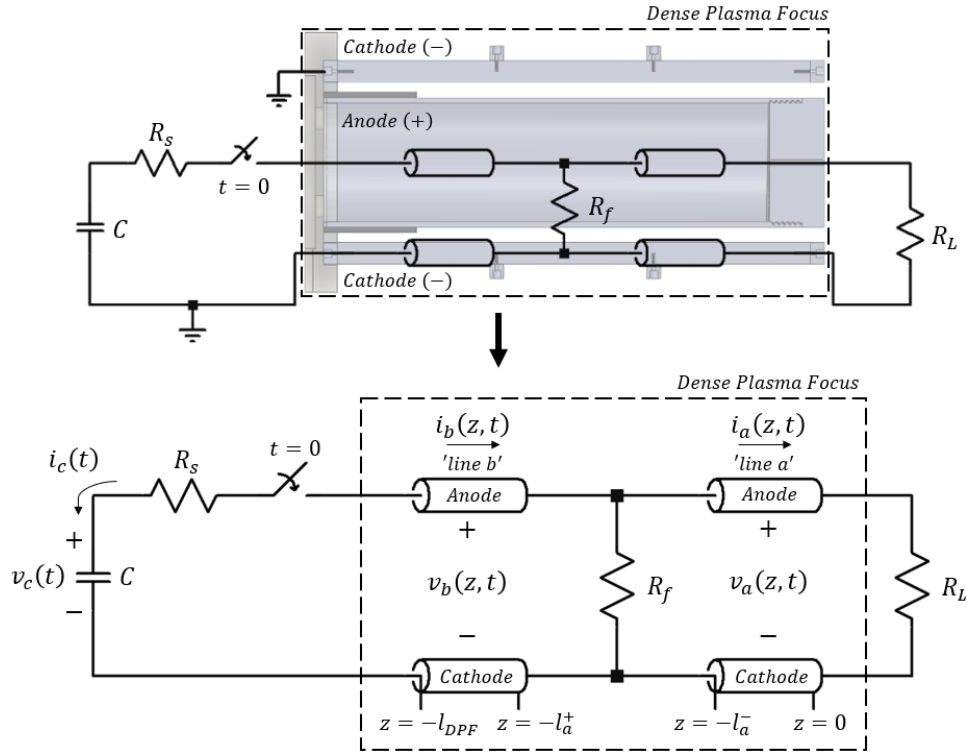 Dense Plasma Focus
Cathode (−)
Anode (+)
R_s
t = 0
C
R_f
R_L
Cathode (−)
Dense Plasma Focus
i_b(z, t)
i_a(z, t)
'line b'
'line a'
i_c(t)
R_s
t = 0
Anode
Anode
+
+
+
v_c(t)
C
v_b(z, t)
R_f
v_a(z, t)
R_L
−
−
−
Cathode
Cathode
z = −l_DPF
z = −l_a^+
z = −l_a^−
z = 0